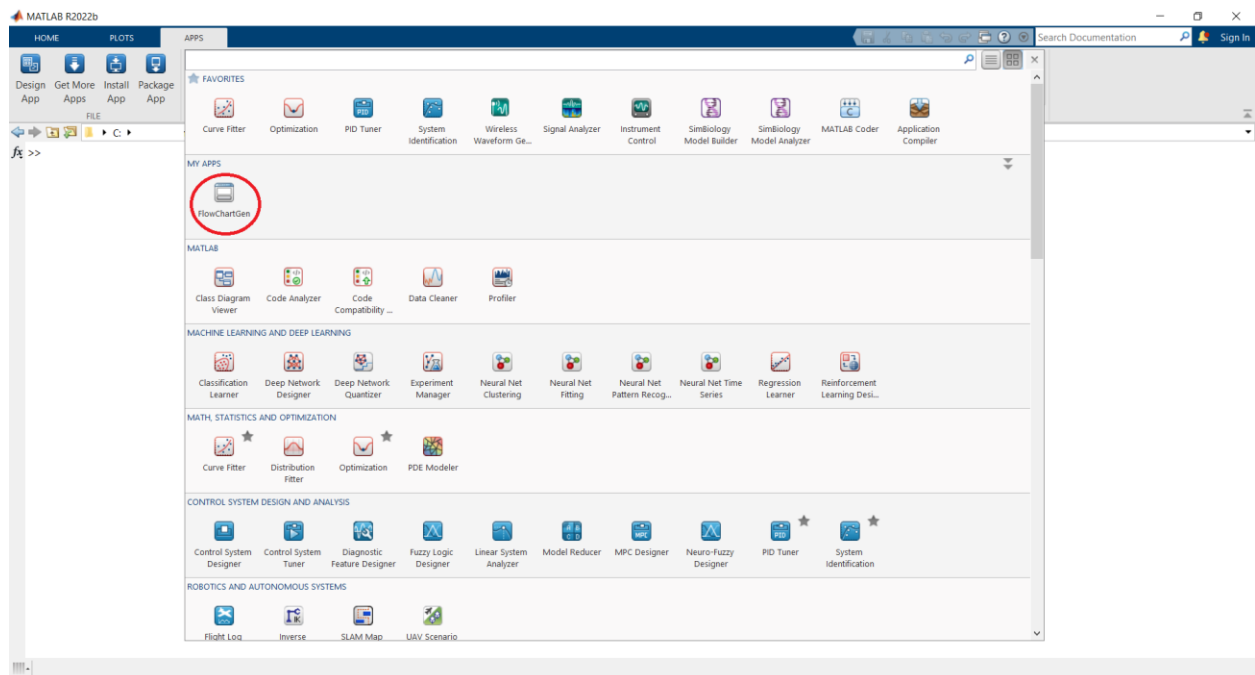 MATLAB R2022b
HOME PLOTS APPS
Search Documentation
Sign In
Design App
Get More Apps
Install App
Package App
FILE
C:
fx >>
FAVORITES
Curve Fitter
Optimization
PID Tuner
System Identification
Wireless Waveform Ge...
Signal Analyzer
Instrument Control
SimBiology Model Builder
SimBiology Model Analyzer
MATLAB Coder
Application Compiler
MY APPS
FlowChartGen
MATLAB
Class Diagram Viewer
Code Analyzer
Code Compatibility ...
Data Cleaner
Profiler
MACHINE LEARNING AND DEEP LEARNING
Classification Learner
Deep Network Designer
Deep Network Quantizer
Experiment Manager
Neural Net Clustering
Neural Net Fitting
Neural Net Pattern Recog...
Neural Net Time Series
Regression Learner
Reinforcement Learning Desi...
MATH, STATISTICS AND OPTIMIZATION
Curve Fitter
Distribution Fitter
Optimization
PDE Modeler
CONTROL SYSTEM DESIGN AND ANALYSIS
Control System Designer
Control System Tuner
Diagnostic Feature Designer
Fuzzy Logic Designer
Linear System Analyzer
Model Reducer
MPC Designer
Neuro-Fuzzy Designer
PID Tuner
System Identification
ROBOTICS AND AUTONOMOUS SYSTEMS
Flight Log
Inverse
SLAM Map
UAV Scenario